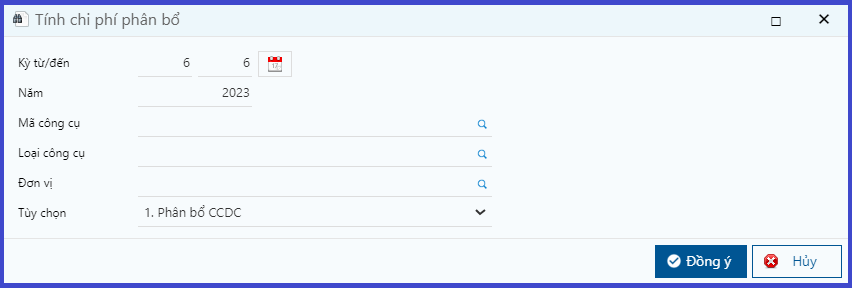 Tính chi phí phân bổ
Kỳ từ/đến 6 6
Năm 2023
Mã công cụ
Loại công cụ
Đơn vị
Tùy chọn 1. Phân bổ CCDC
Đồng ý Hủy